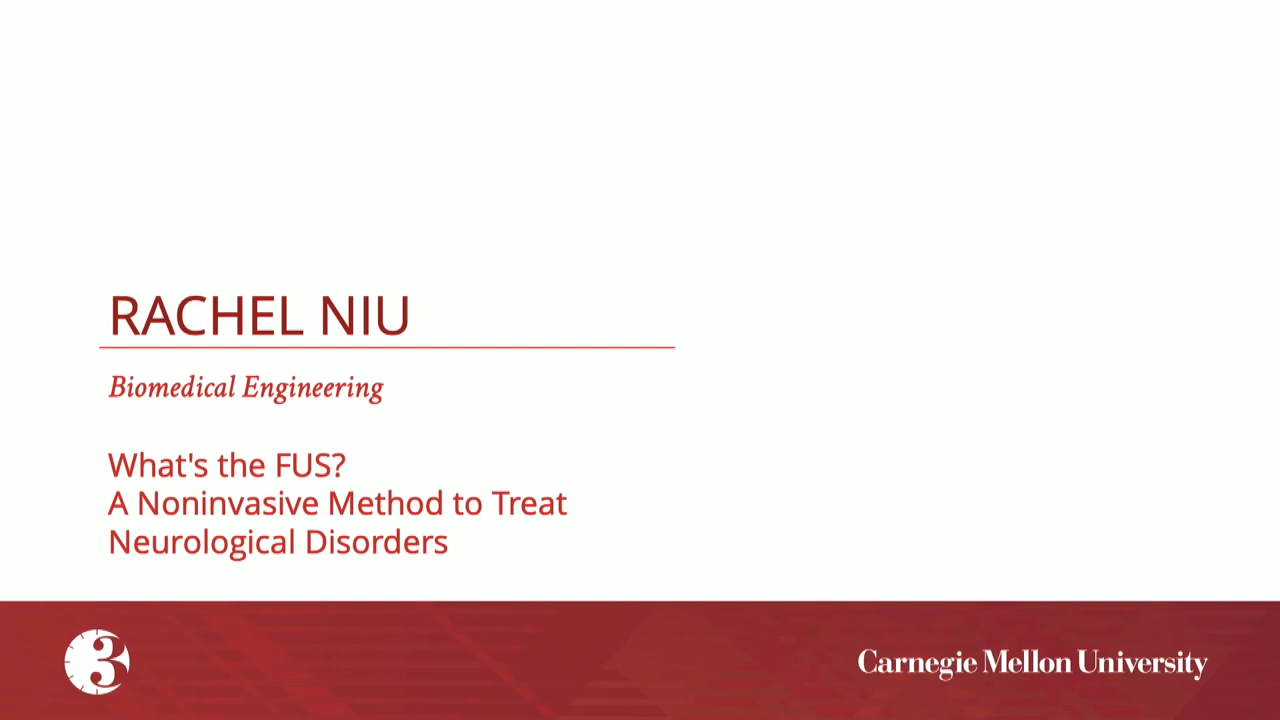 RACHEL NIU
Biomedical Engineering
What's the FUS?
A Noninvasive Method to Treat
Neurological Disorders
3
Carnegie Mellon University